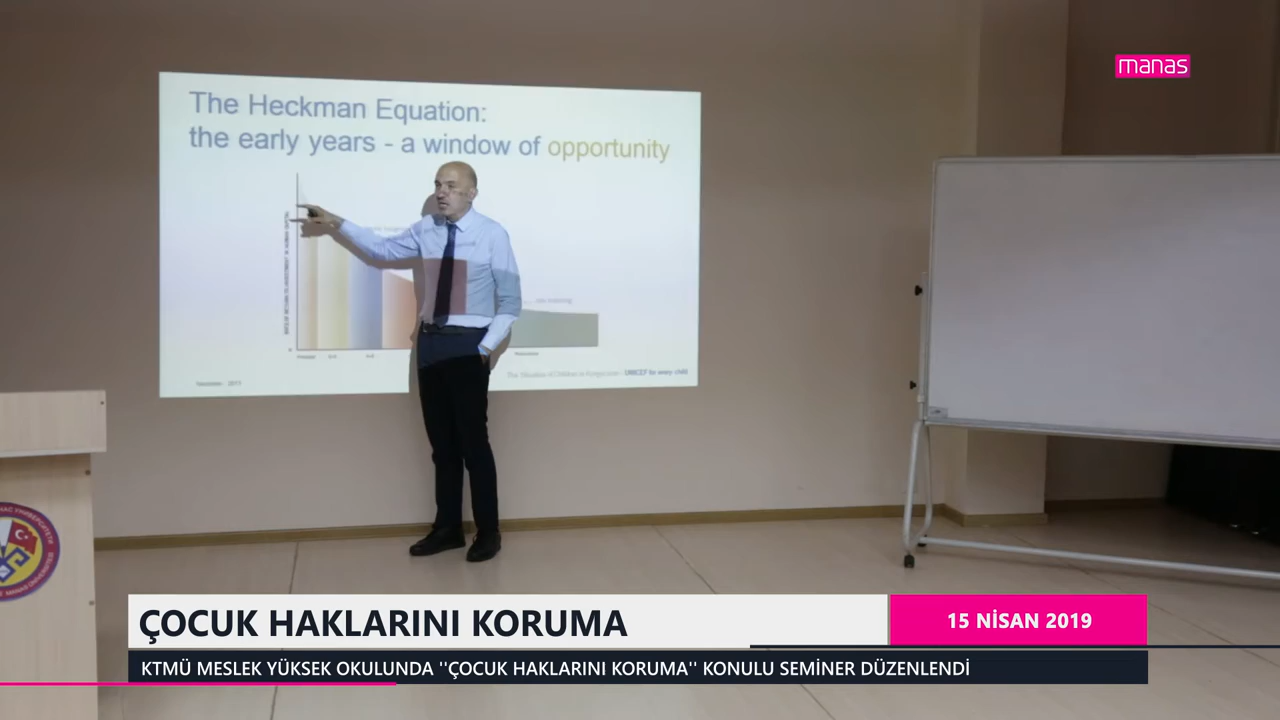 manas
The Heckman Equation:
the early years - a window of opportunity
UNICEF for every child
ÇOCUK HAKLARINI KORUMA
15 NİSAN 2019
KTMÜ MESLEK YÜKSEK OKULUNDA ''ÇOCUK HAKLARINI KORUMA'' KONULU SEMİNER DÜZENLENDİ